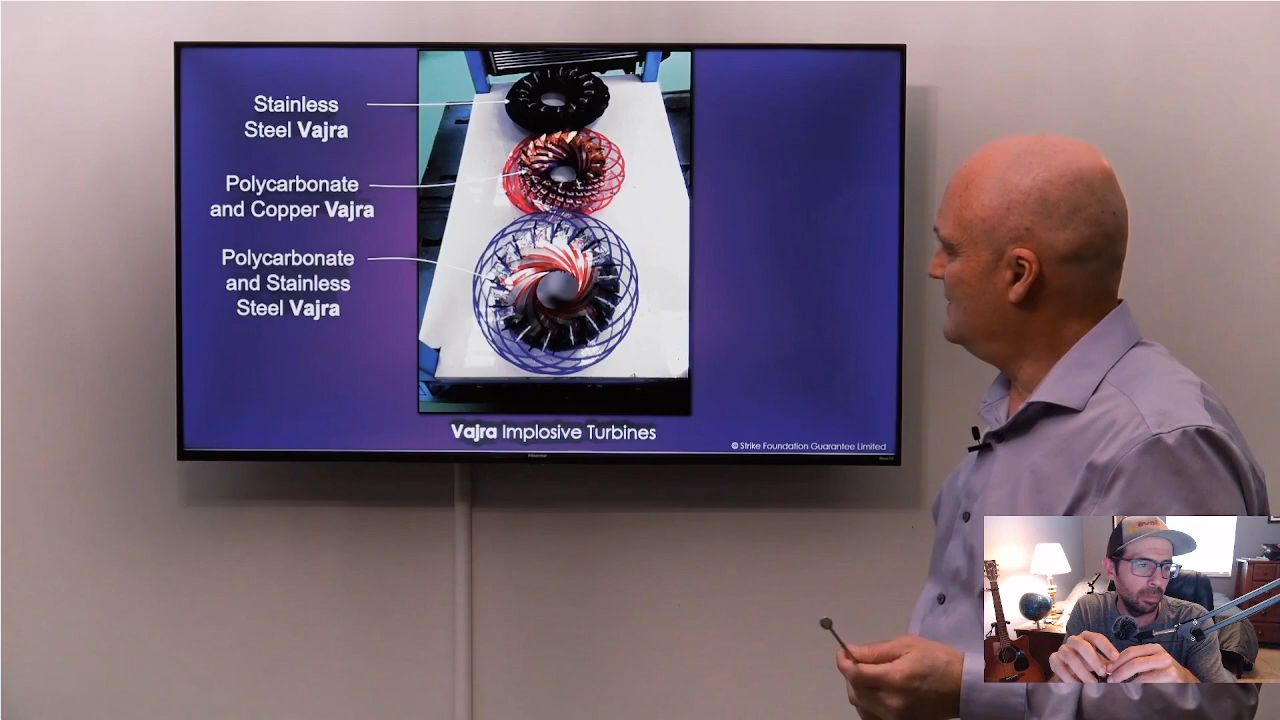 Stainless
Steel Vajra
Polycarbonate
and Copper Vajra
Polycarbonate
and Stainless
Steel Vajra
Vajra Implosive Turbines
© Strike Foundation Guarantee Limited
Hisense